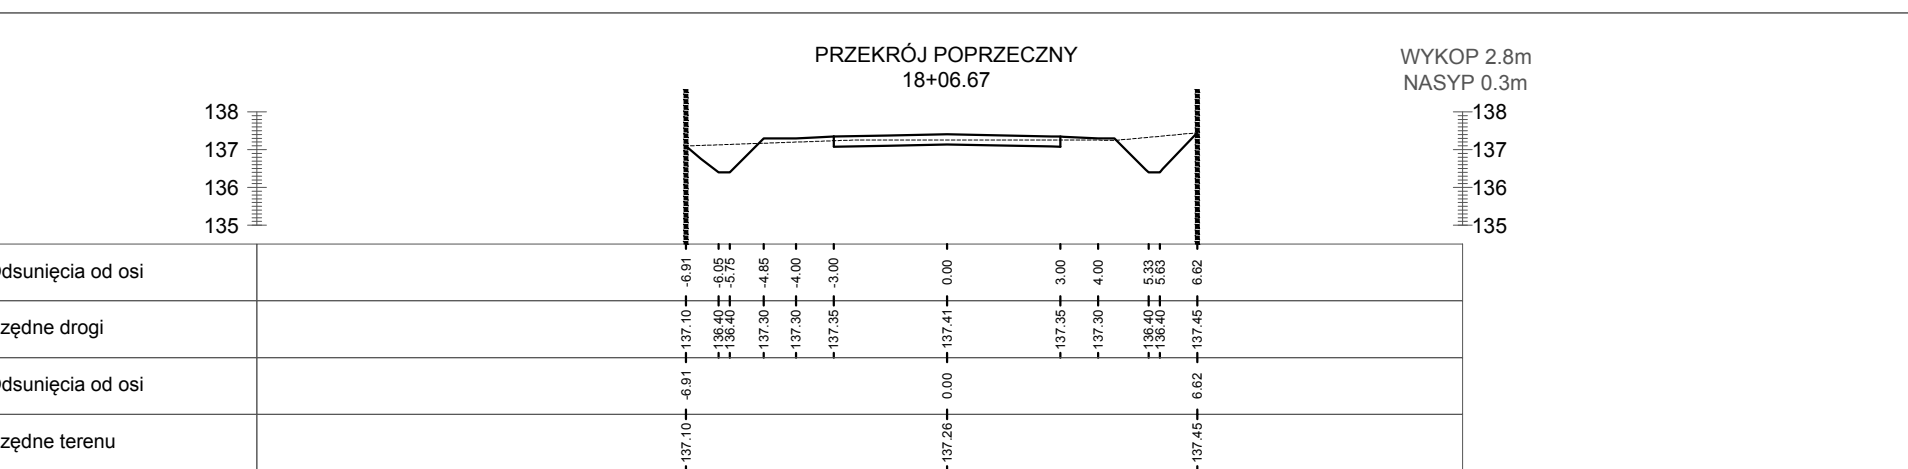 PRZEKRÓJ POPRZECZNY
18+06.67
WYKOP 2.8m
NASYP 0.3m
138
137
136
135
138
137
136
135
dsunięcia od osi
-6.91 -6.05 -5.75 -4.85 -4.00 -3.00 0.00 3.00 4.00 5.33 5.63 6.62
zędne drogi
137.10 136.40 136.40 137.30 137.30 137.35 137.41 137.35 137.30 136.40 136.40 137.45
dsunięcia od osi
-6.91 0.00 6.62
zędne terenu
137.10 137.26 137.45